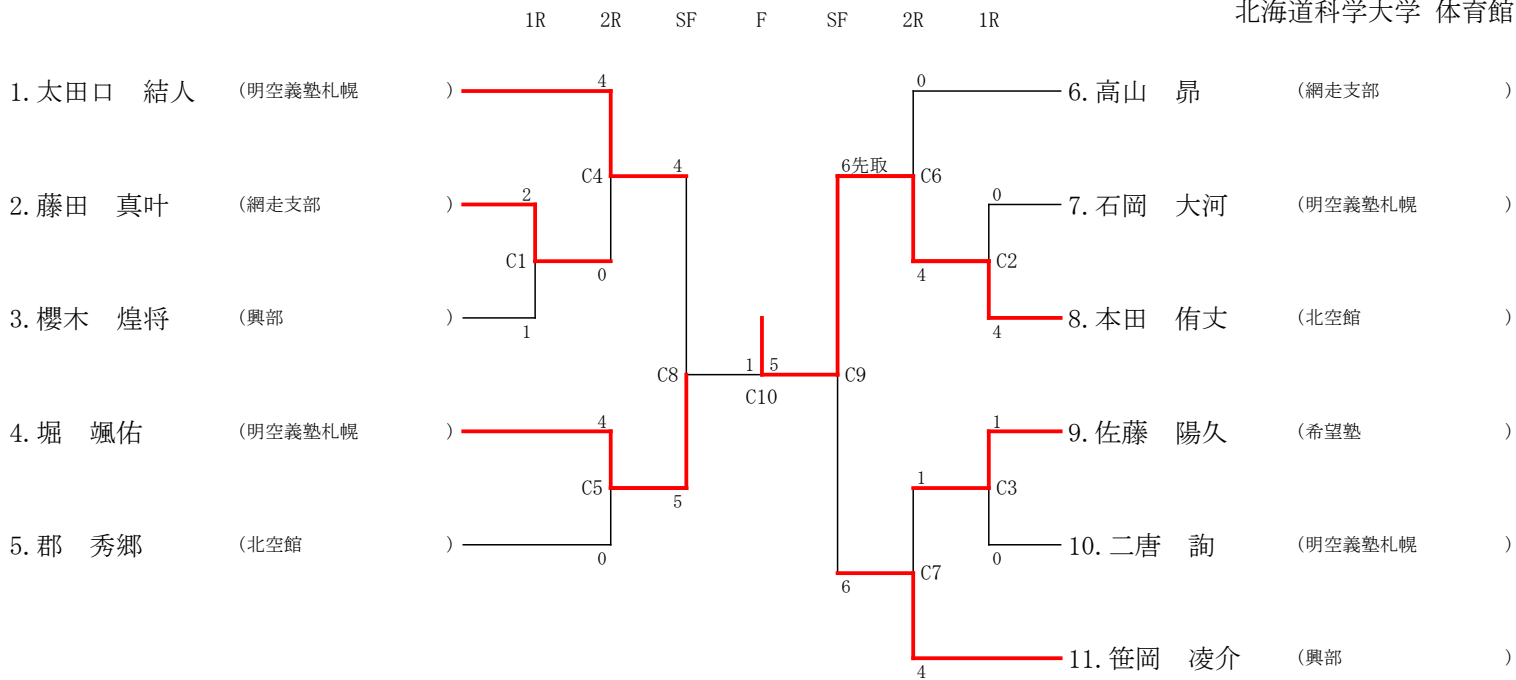 北海道科学大学 体育館
1R 2R SF F SF 2R 1R
1. 太田口 結人 (明空義塾札幌 ) 4 0 6. 高山 昴 (網走支部 )
C4 4 6先取 C6
2. 藤田 真叶 (網走支部 ) 2 0 7. 石岡 大河 (明空義塾札幌 )
C1 0 4 C2
3. 櫻木 煌将 (興部 ) 1 4 8. 本田 侑丈 (北空館 )
C8 1 5 C9
C10
4. 堀 颯佑 (明空義塾札幌 ) 4 1 9. 佐藤 陽久 (希望塾 )
C5 5 1 C3
5. 郡 秀郷 (北空館 ) 0 0 10. 二唐 詢 (明空義塾札幌 )
6 C7
4 11. 笹岡 凌介 (興部 )